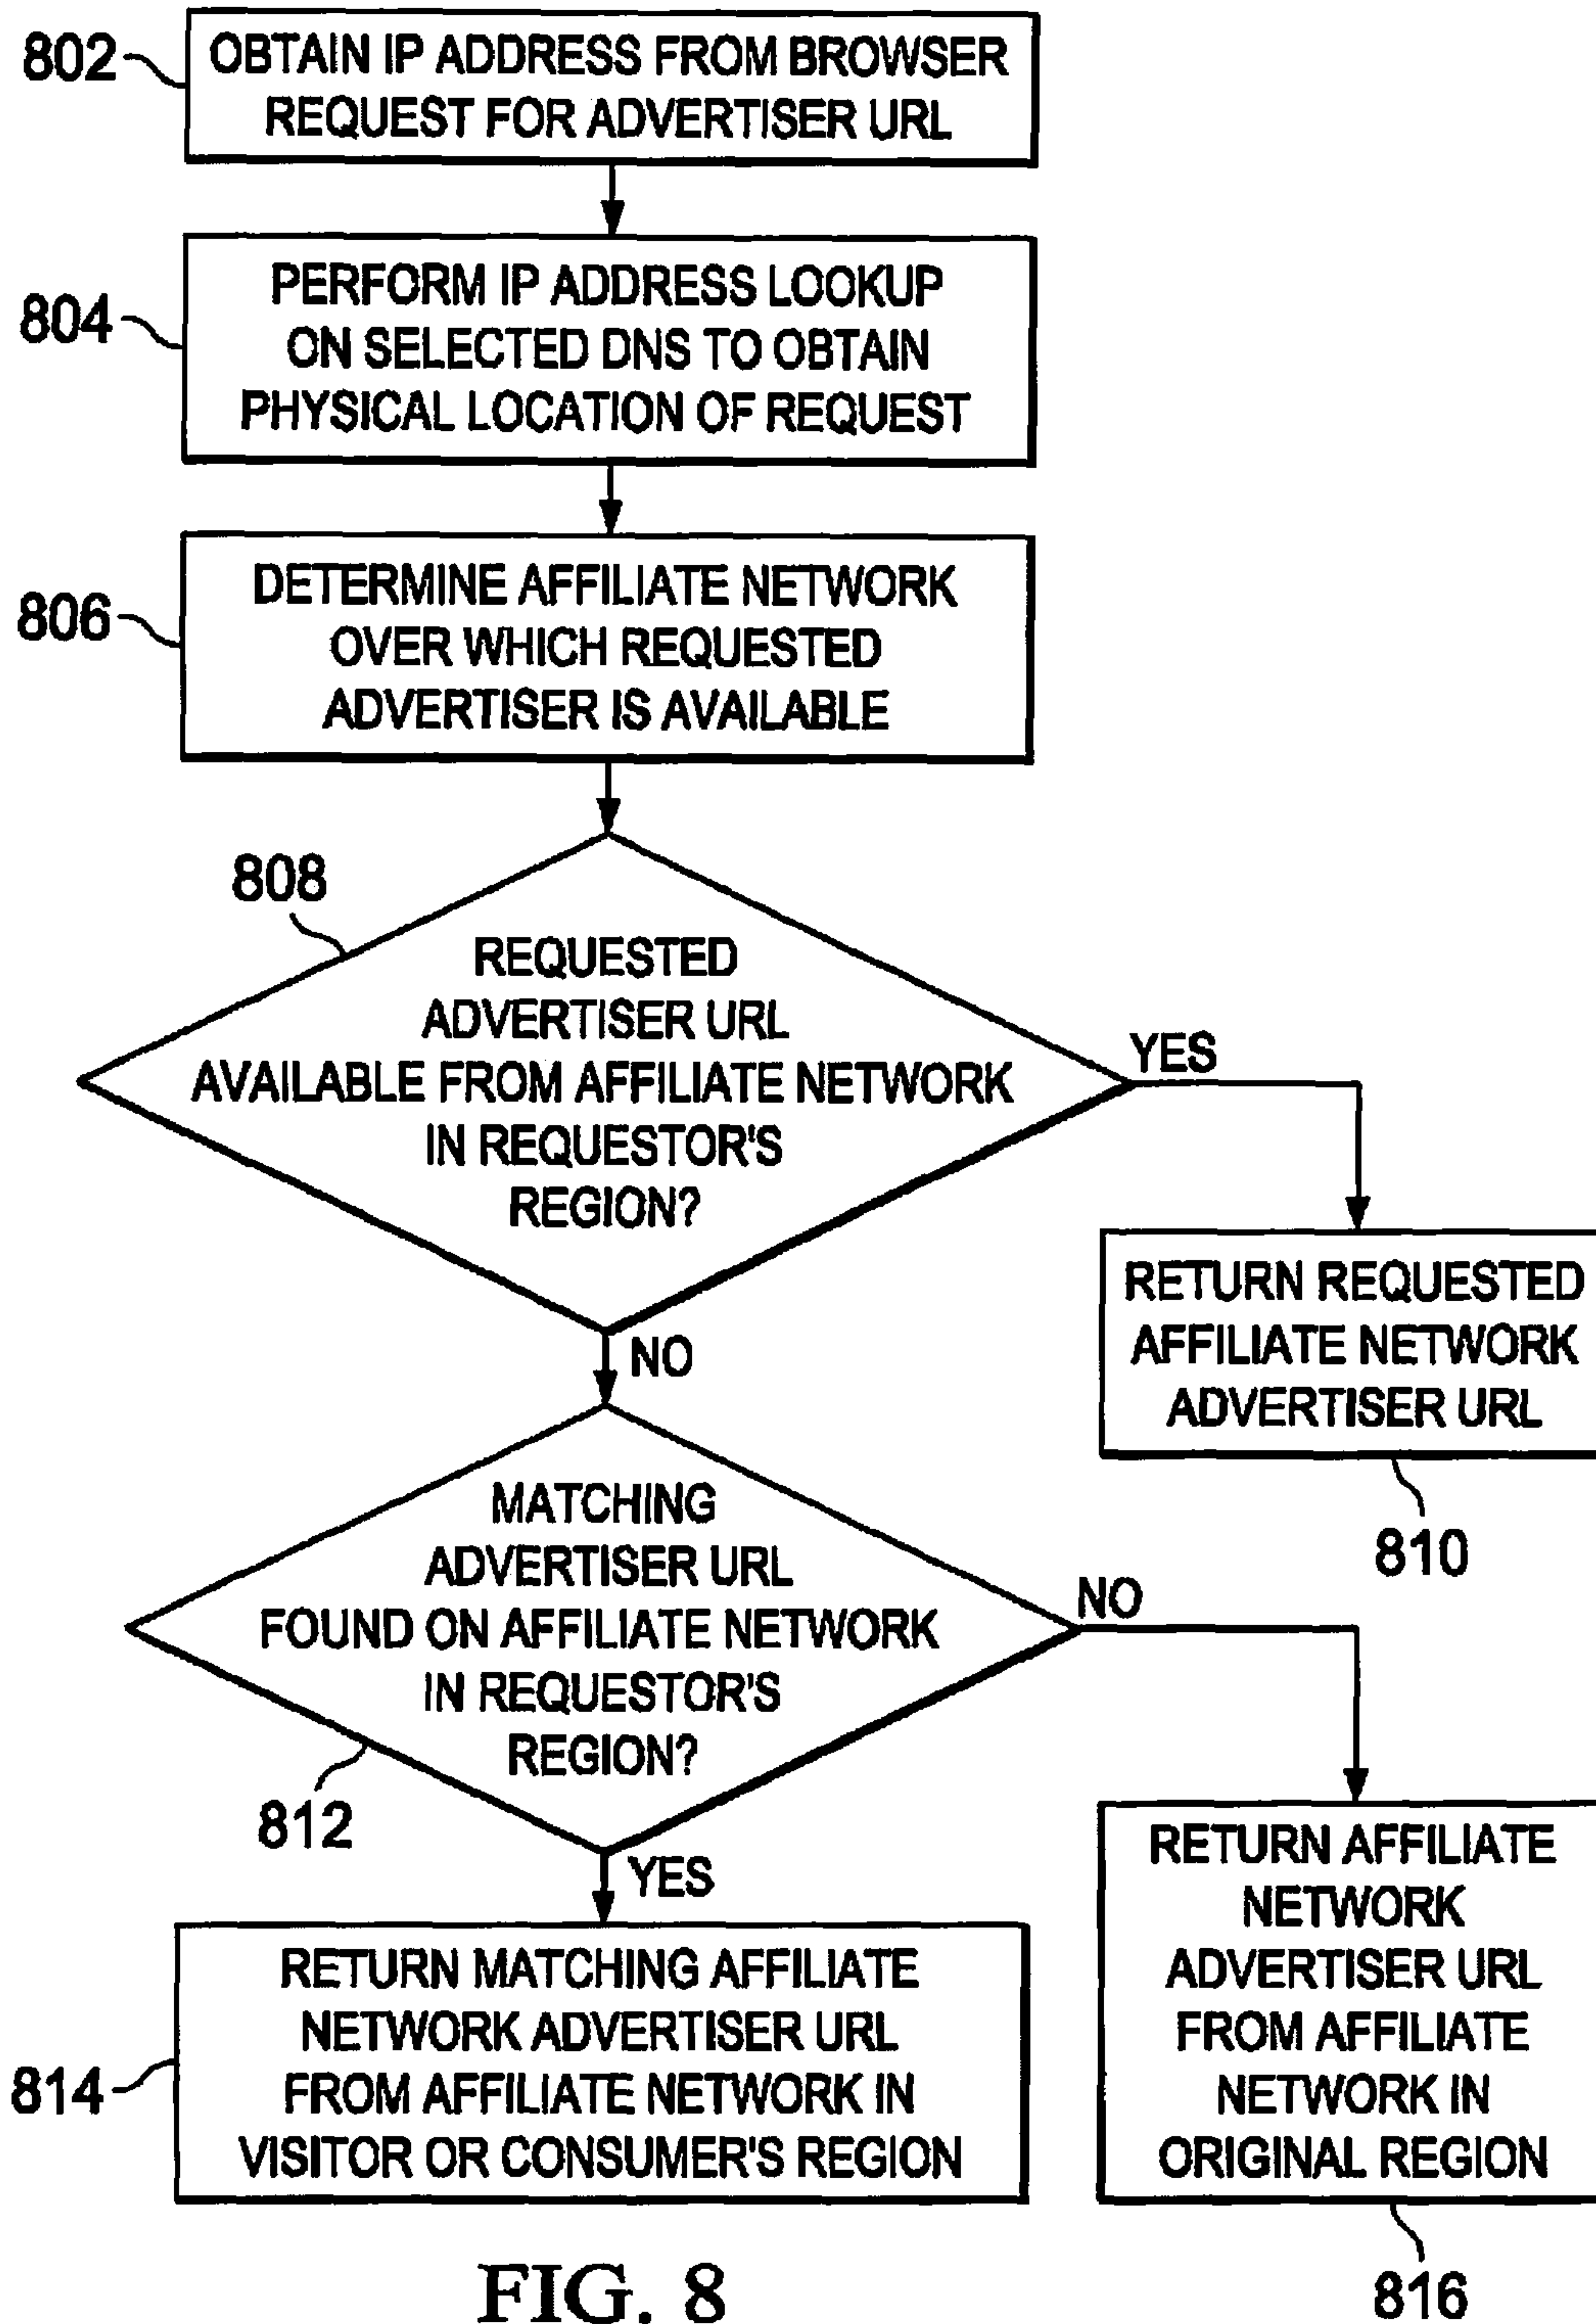 802
OBTAIN IP ADDRESS FROM BROWSER
REQUEST FOR ADVERTISER URL
804
PERFORM IP ADDRESS LOOKUP
ON SELECTED DNS TO OBTAIN
PHYSICAL LOCATION OF REQUEST
806
DETERMINE AFFILIATE NETWORK
OVER WHICH REQUESTED
ADVERTISER IS AVAILABLE
808
REQUESTED
ADVERTISER URL
AVAILABLE FROM AFFILIATE NETWORK
IN REQUESTOR'S
REGION?
YES
RETURN REQUESTED
AFFILIATE NETWORK
ADVERTISER URL
810
NO
MATCHING
ADVERTISER URL
FOUND ON AFFILIATE NETWORK
IN REQUESTOR'S
REGION?
812
NO
RETURN AFFILIATE
NETWORK
ADVERTISER URL
FROM AFFILIATE
NETWORK IN
ORIGINAL REGION
816
YES
814
RETURN MATCHING AFFILIATE
NETWORK ADVERTISER URL
FROM AFFILIATE NETWORK IN
VISITOR OR CONSUMER'S REGION
FIG. 8